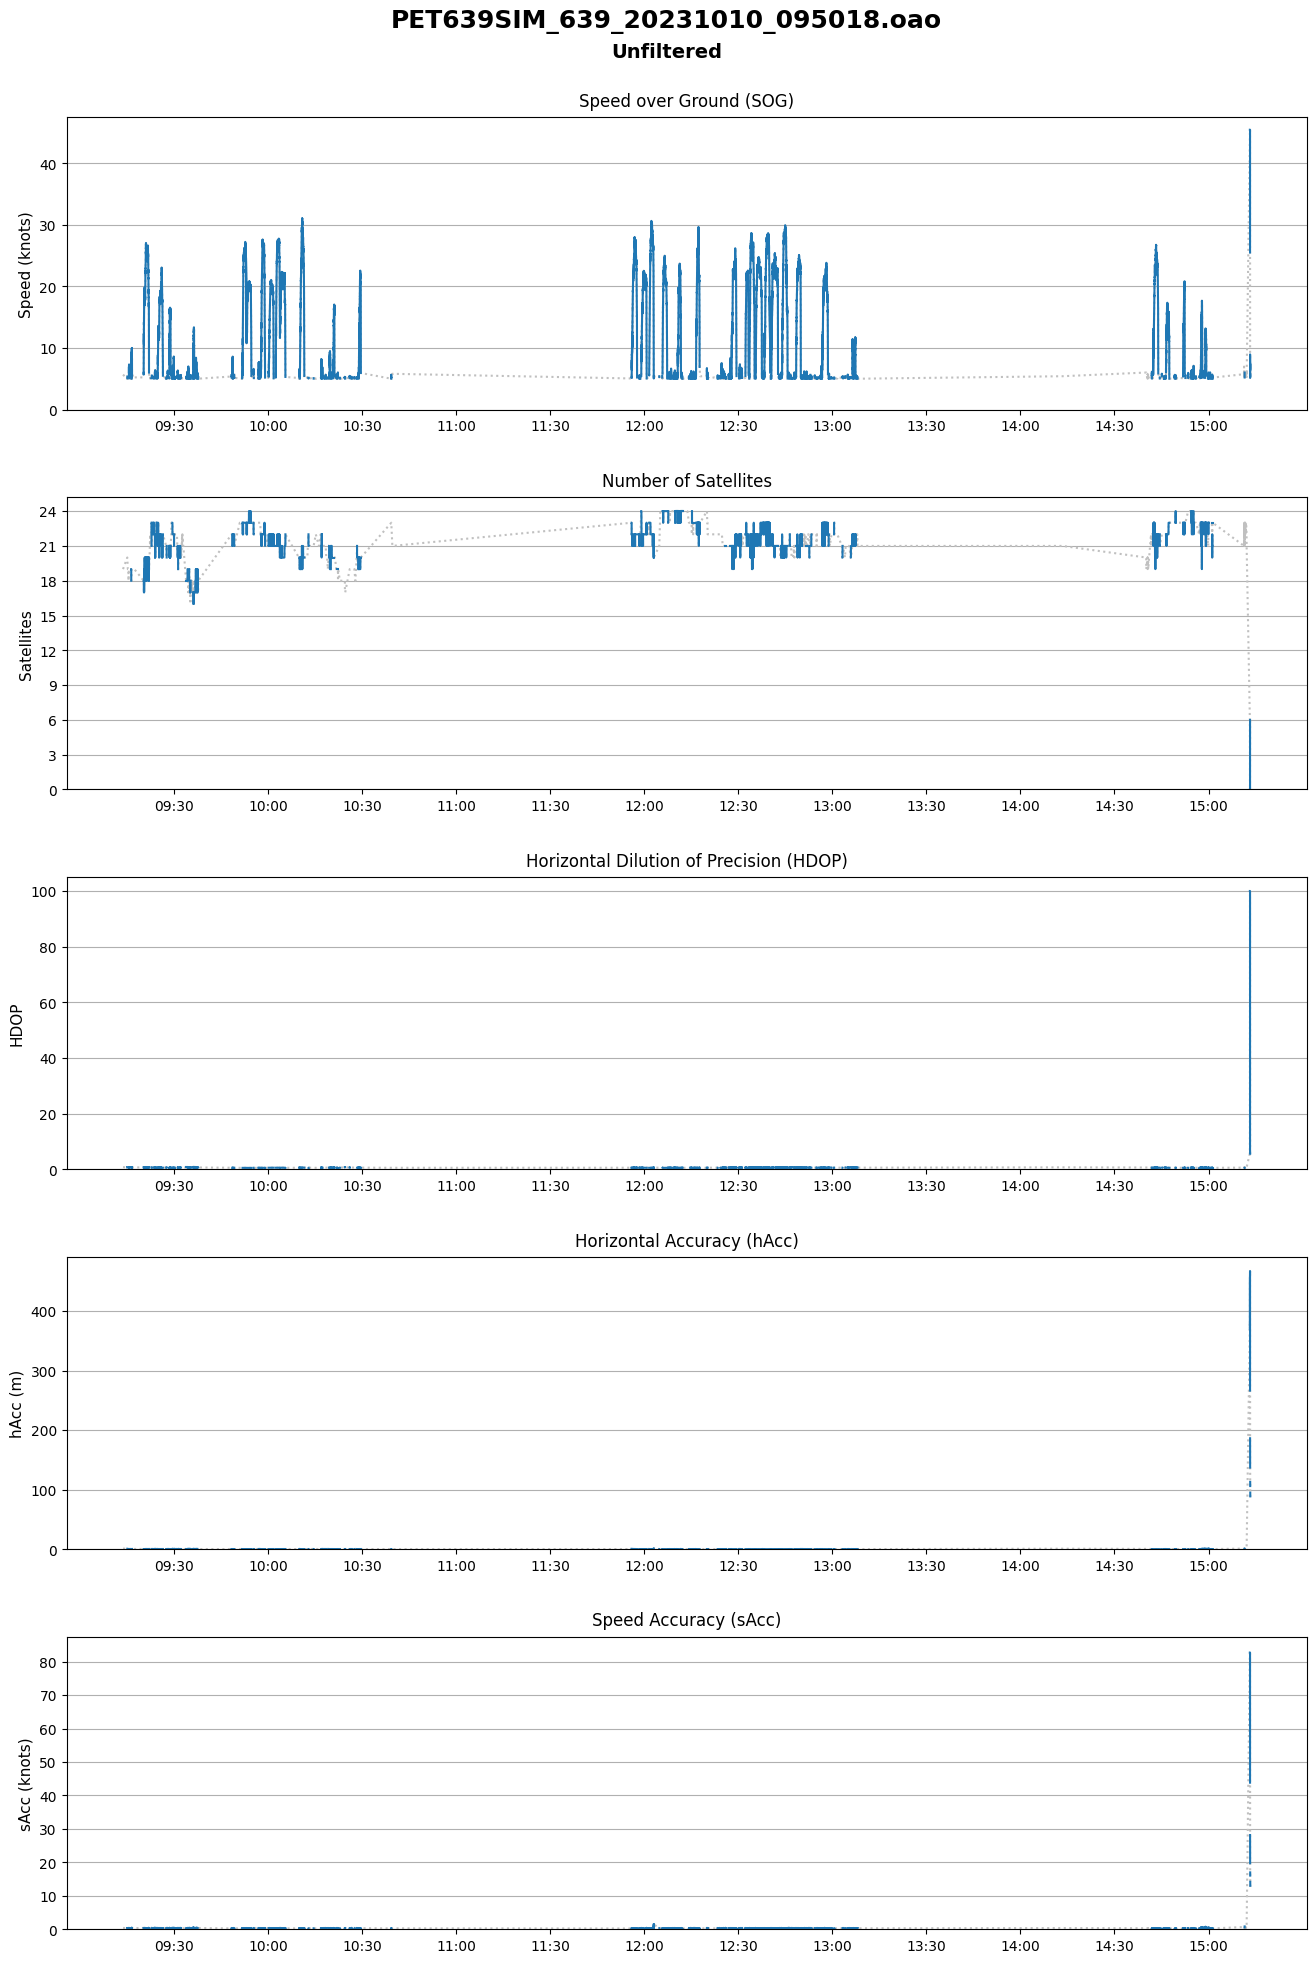 PET639SIM_639_20231010_095018.oao
Unfiltered
Speed over Ground (SOG)
Speed (knots)
40
30
20
10
0
09:30 10:00 10:30 11:00 11:30 12:00 12:30 13:00 13:30 14:00 14:30 15:00
Number of Satellites
Satellites
24
21
18
15
12
9
6
3
0
09:30 10:00 10:30 11:00 11:30 12:00 12:30 13:00 13:30 14:00 14:30 15:00
Horizontal Dilution of Precision (HDOP)
HDOP
100
80
60
40
20
0
09:30 10:00 10:30 11:00 11:30 12:00 12:30 13:00 13:30 14:00 14:30 15:00
Horizontal Accuracy (hAcc)
hAcc (m)
400
300
200
100
0
09:30 10:00 10:30 11:00 11:30 12:00 12:30 13:00 13:30 14:00 14:30 15:00
Speed Accuracy (sAcc)
sAcc (knots)
80
70
60
50
40
30
20
10
0
09:30 10:00 10:30 11:00 11:30 12:00 12:30 13:00 13:30 14:00 14:30 15:00